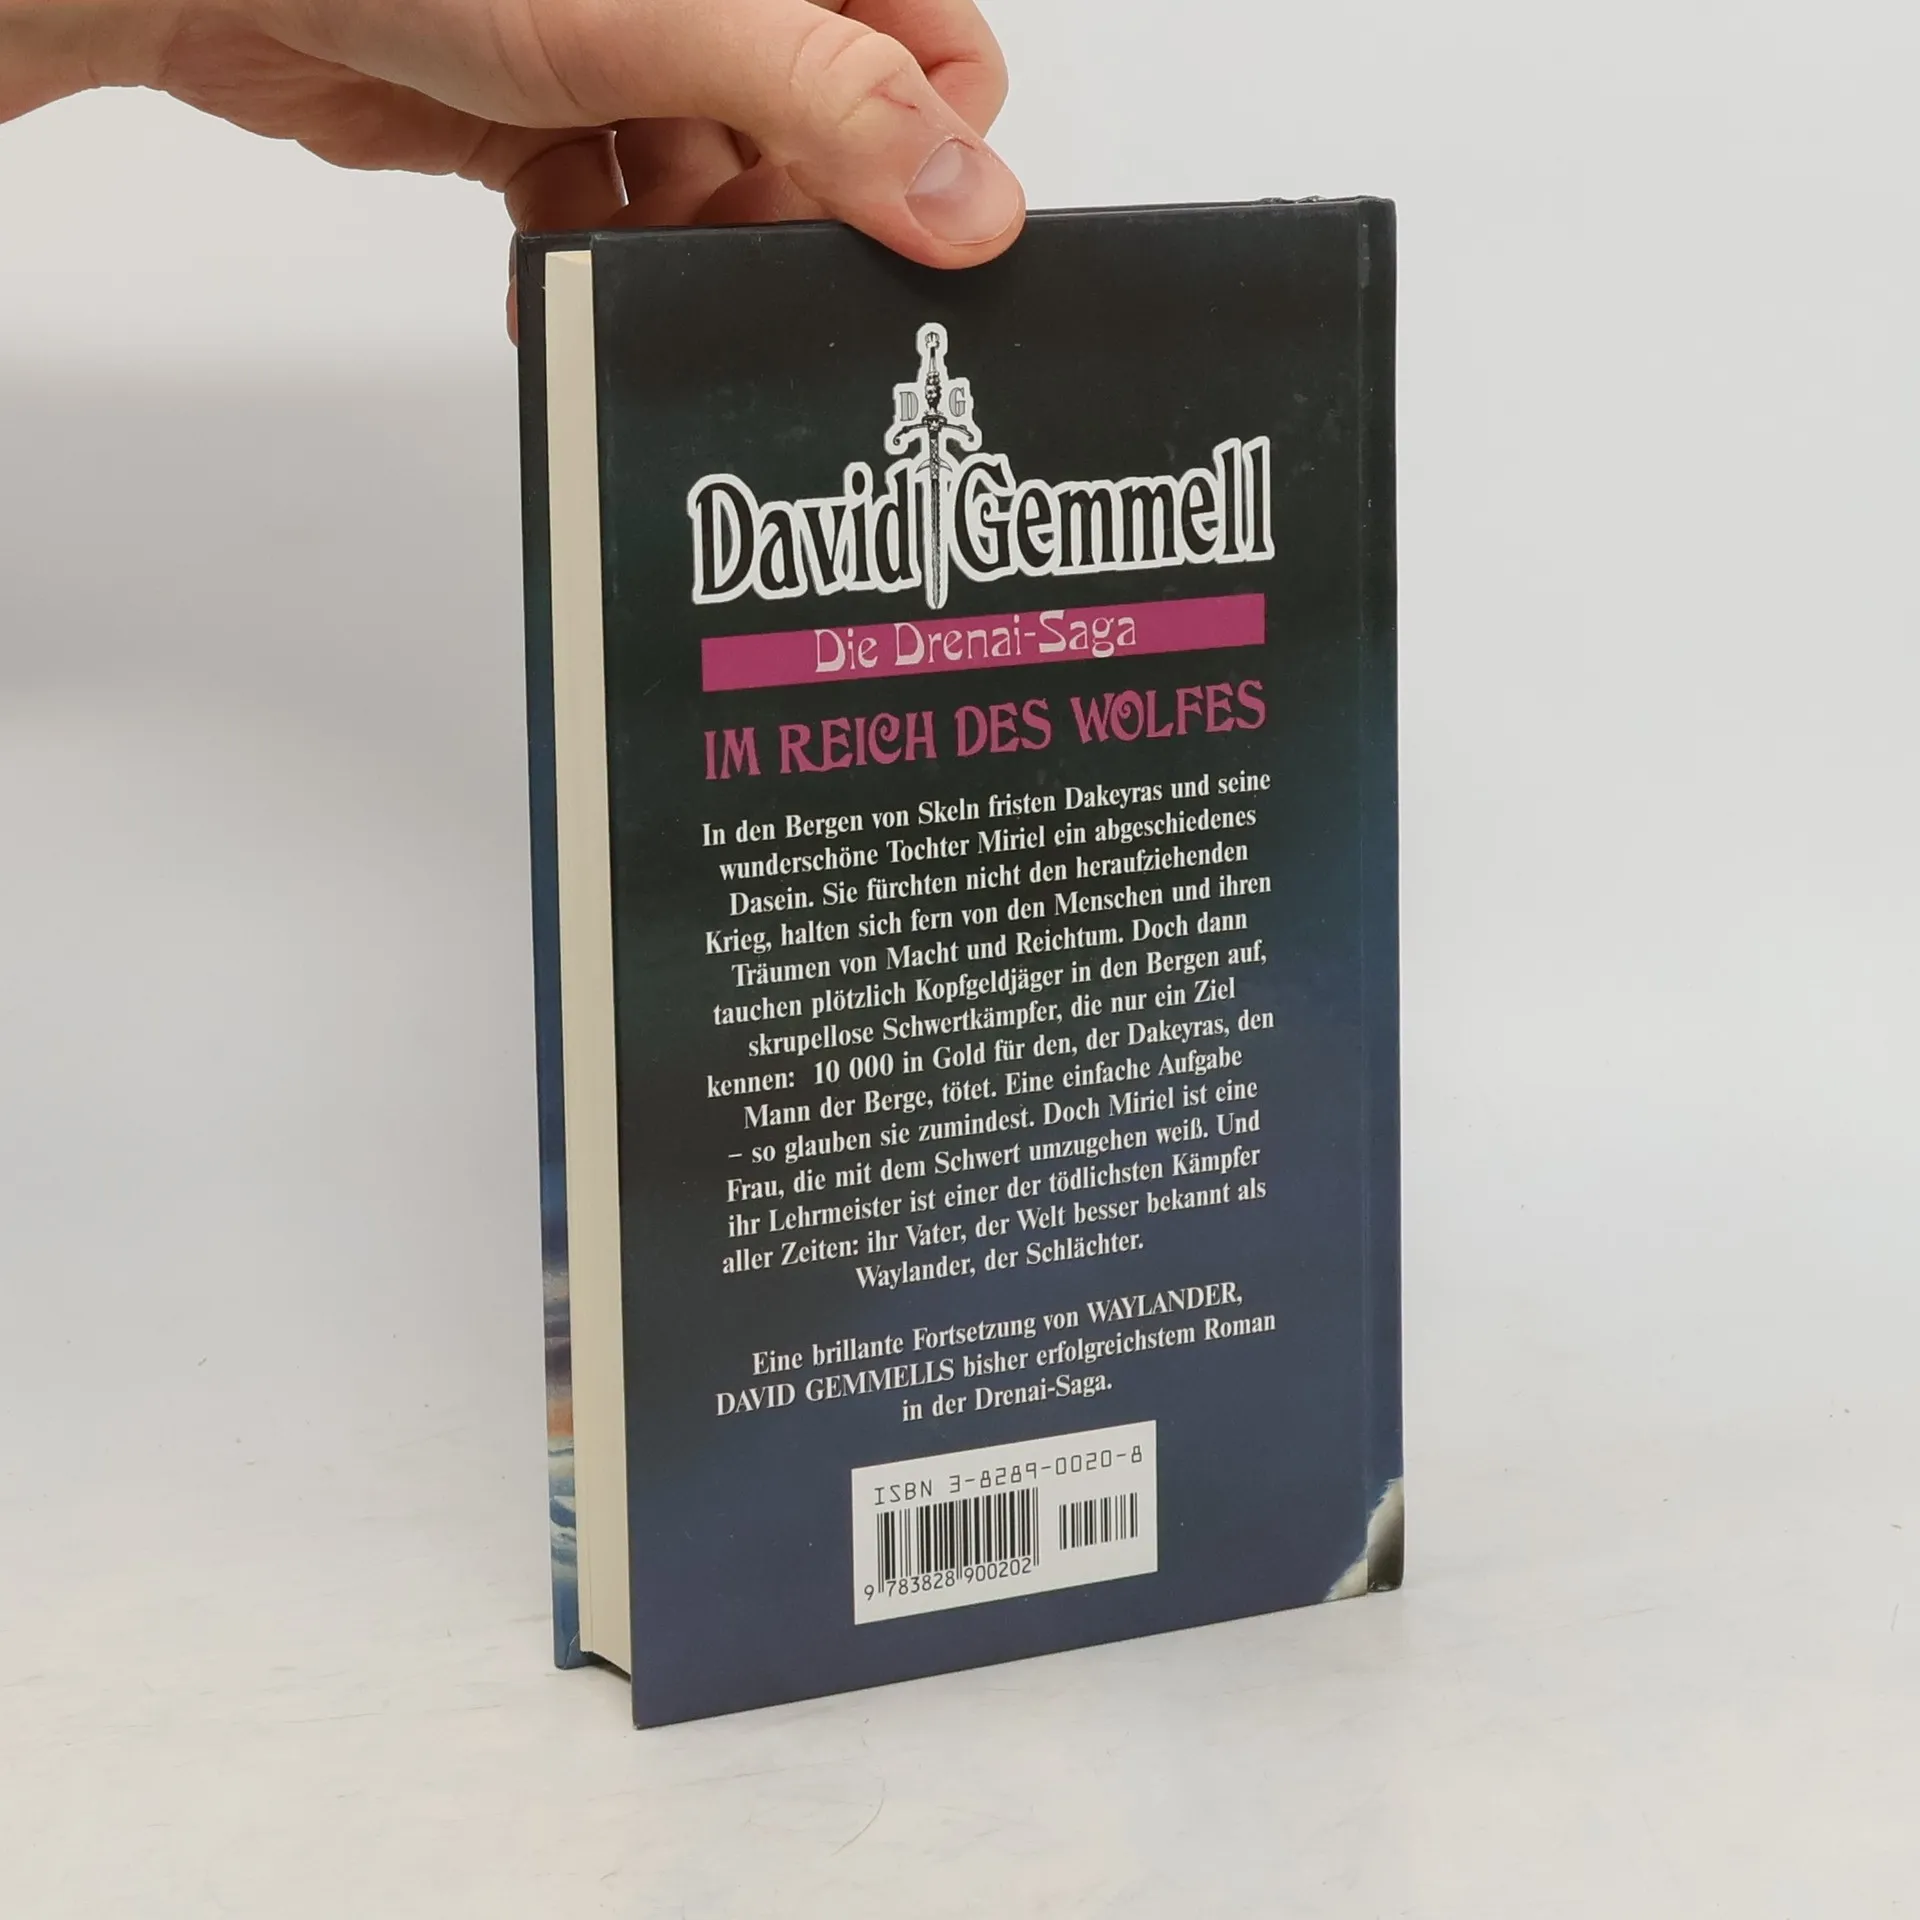 D G
David Gemmell
Die Drenai-Saga
IM REICH DES WOLFES
In den Bergen von Skeln fristen Dakeyras und seine
wunderschöne Tochter Miriel ein abgeschiedenes
Dasein. Sie fürchten nicht den heraufziehenden
Krieg, halten sich fern von den Menschen und ihren
Träumen von Macht und Reichtum. Doch dann
tauchen plötzlich Kopfgeldjäger in den Bergen auf,
skrupellose Schwertkämpfer, die nur ein Ziel
kennen: 10 000 in Gold für den, der Dakeyras, den
Mann der Berge, tötet. Eine einfache Aufgabe
– so glauben sie zumindest. Doch Miriel ist eine
Frau, die mit dem Schwert umzugehen weiß. Und
ihr Lehrmeister ist einer der tödlichsten Kämpfer
aller Zeiten: ihr Vater, der Welt besser bekannt als
Waylander, der Schlächter.
Eine brillante Fortsetzung von WAYLANDER,
DAVID GEMMELLS bisher erfolgreichstem Roman
in der Drenai-Saga.
ISBN 3-8289-0020-8
9 783828 900202